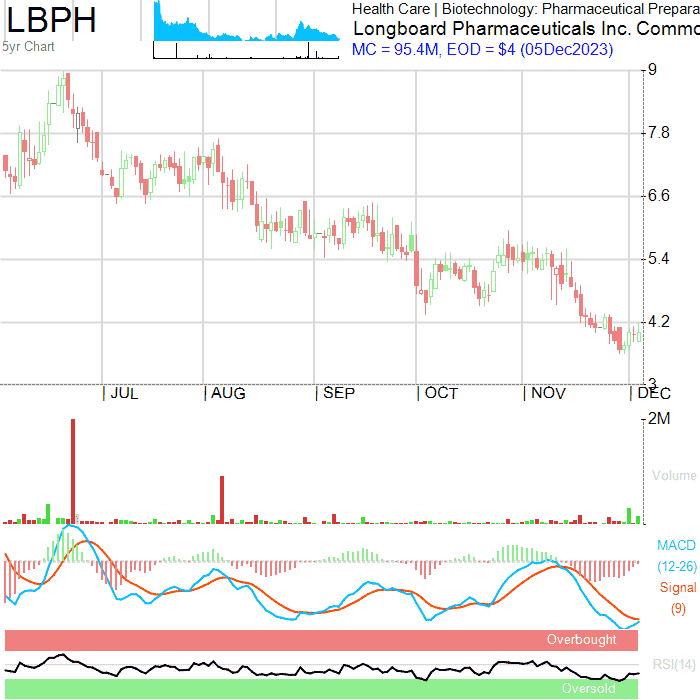 LBPH
5yr Chart
Health Care | Biotechnology: Pharmaceutical Prepara
Longboard Pharmaceuticals Inc. Commo
MC = 95.4M, EOD = $4 (05Dec2023)
9
7.8
6.6
5.4
4.2
3
| JUL | AUG | SEP | OCT | NOV | DEC
2M
Volume
MACD
(12-26)
Signal
(9)
Overbought
RSI(14)
Oversold